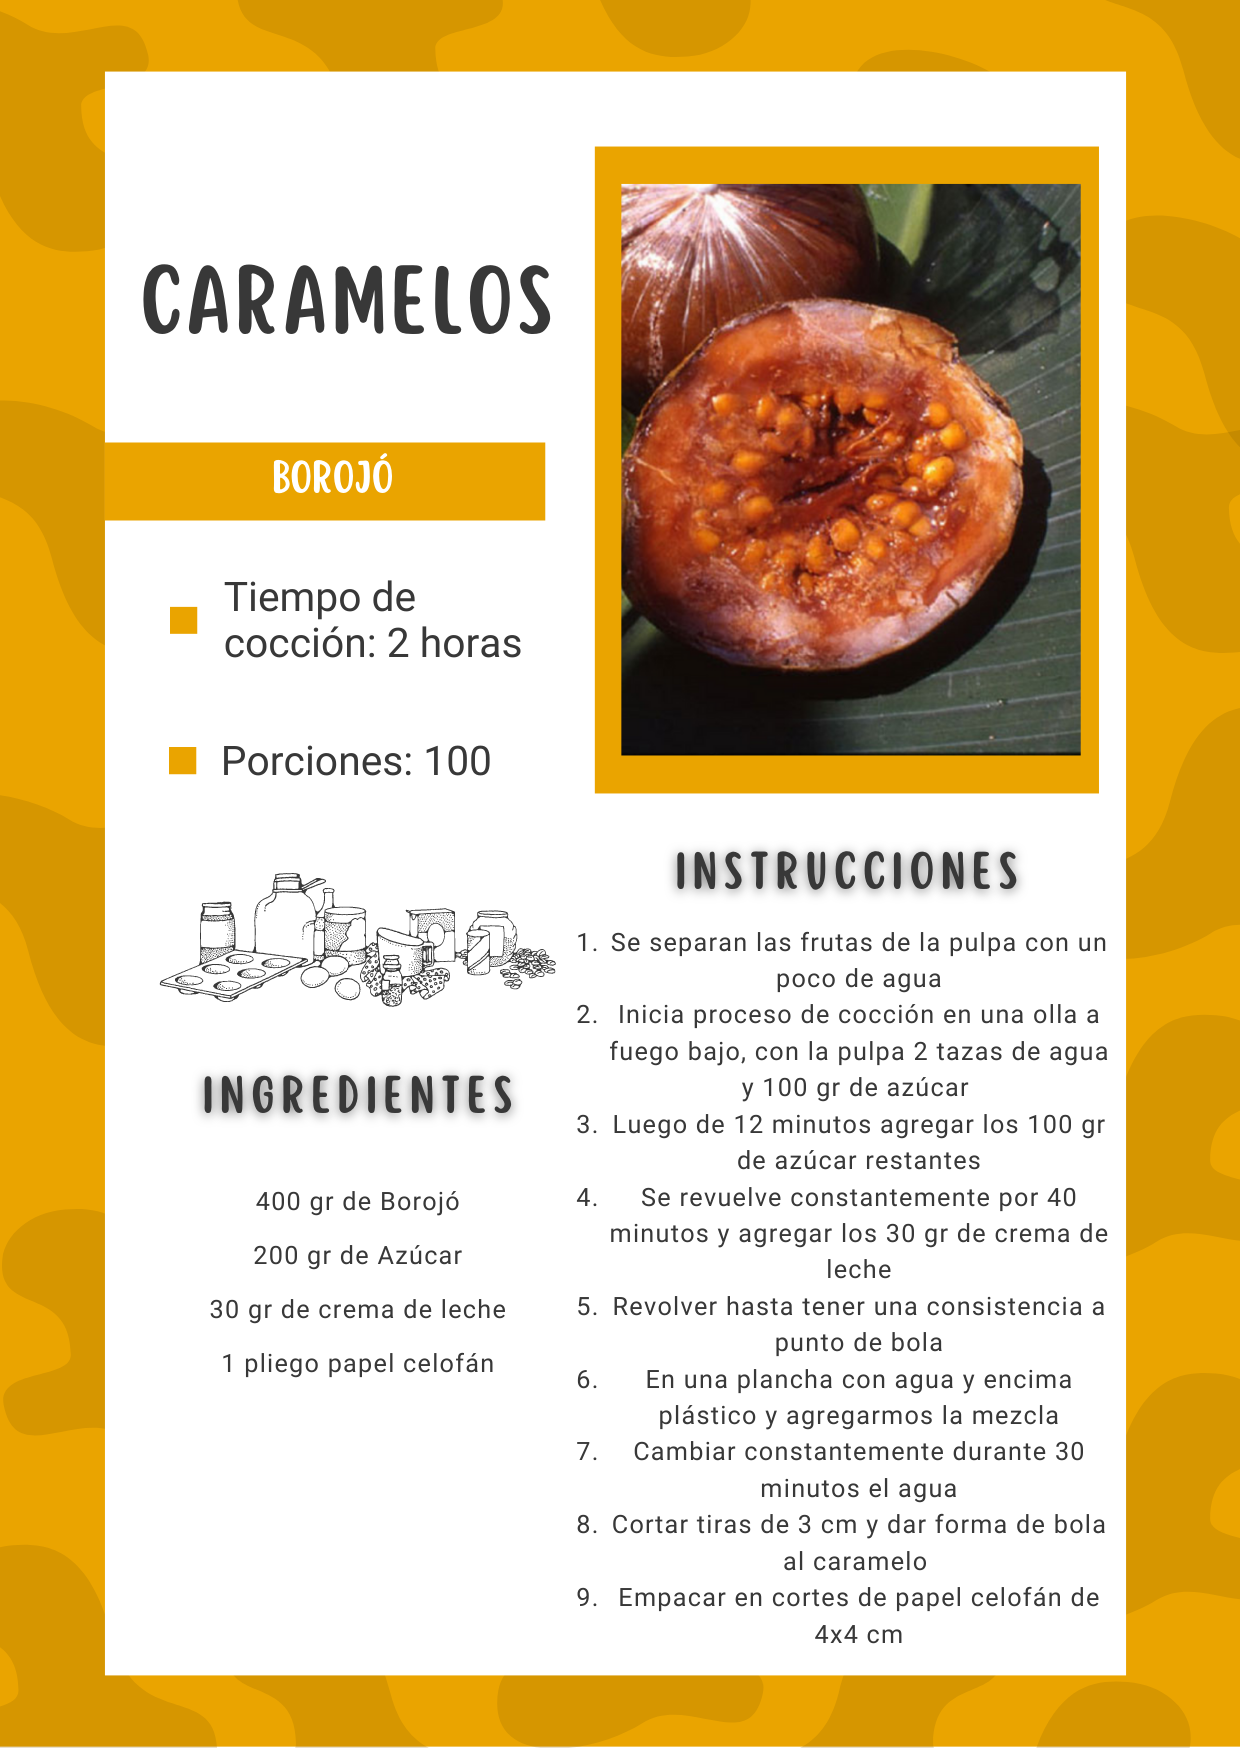 CARAMELOS
BOROJÓ
Tiempo de
cocción: 2 horas
Porciones: 100
INGREDIENTES
400 gr de Borojó
200 gr de Azúcar
30 gr de crema de leche
1 pliego papel celofán
INSTRUCCIONES
1. Se separan las frutas de la pulpa con un
poco de agua
2. Inicia proceso de cocción en una olla a
fuego bajo, con la pulpa 2 tazas de agua
y 100 gr de azúcar
3. Luego de 12 minutos agregar los 100 gr
de azúcar restantes
4. Se revuelve constantemente por 40
minutos y agregar los 30 gr de crema de
leche
5. Revolver hasta tener una consistencia a
punto de bola
6. En una plancha con agua y encima
plástico y agregarmos la mezcla
7. Cambiar constantemente durante 30
minutos el agua
8. Cortar tiras de 3 cm y dar forma de bola
al caramelo
9. Empacar en cortes de papel celofán de
4x4 cm